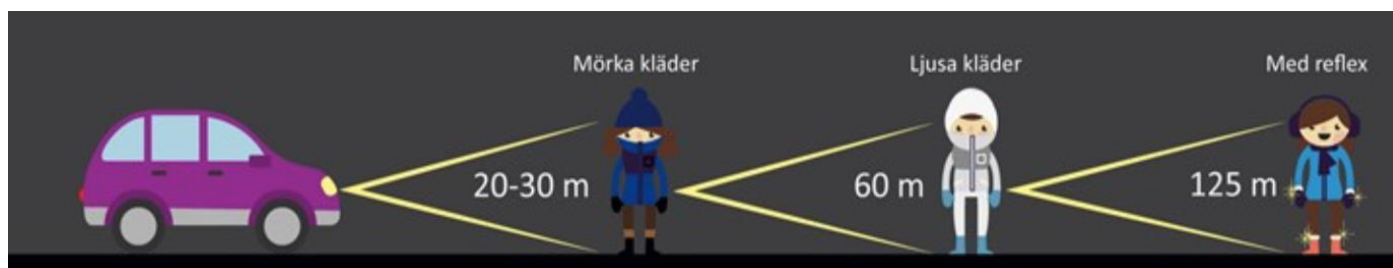 Mörka kläder
Ljusa kläder
Med reflex
20-30 m
60 m
125 m